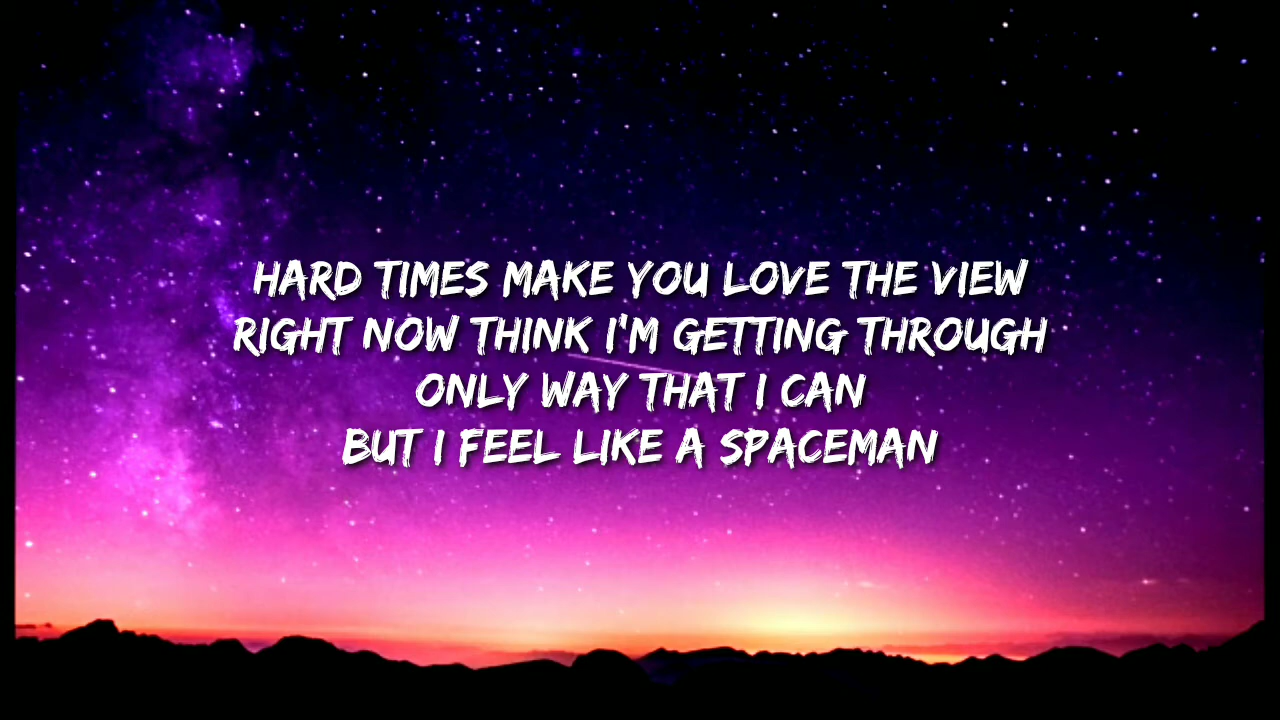 HARD TIMES MAKE YOU LOVE THE VIEW
RIGHT NOW THINK I'M GETTING THROUGH
ONLY WAY THAT I CAN
BUT I FEEL LIKE A SPACEMAN